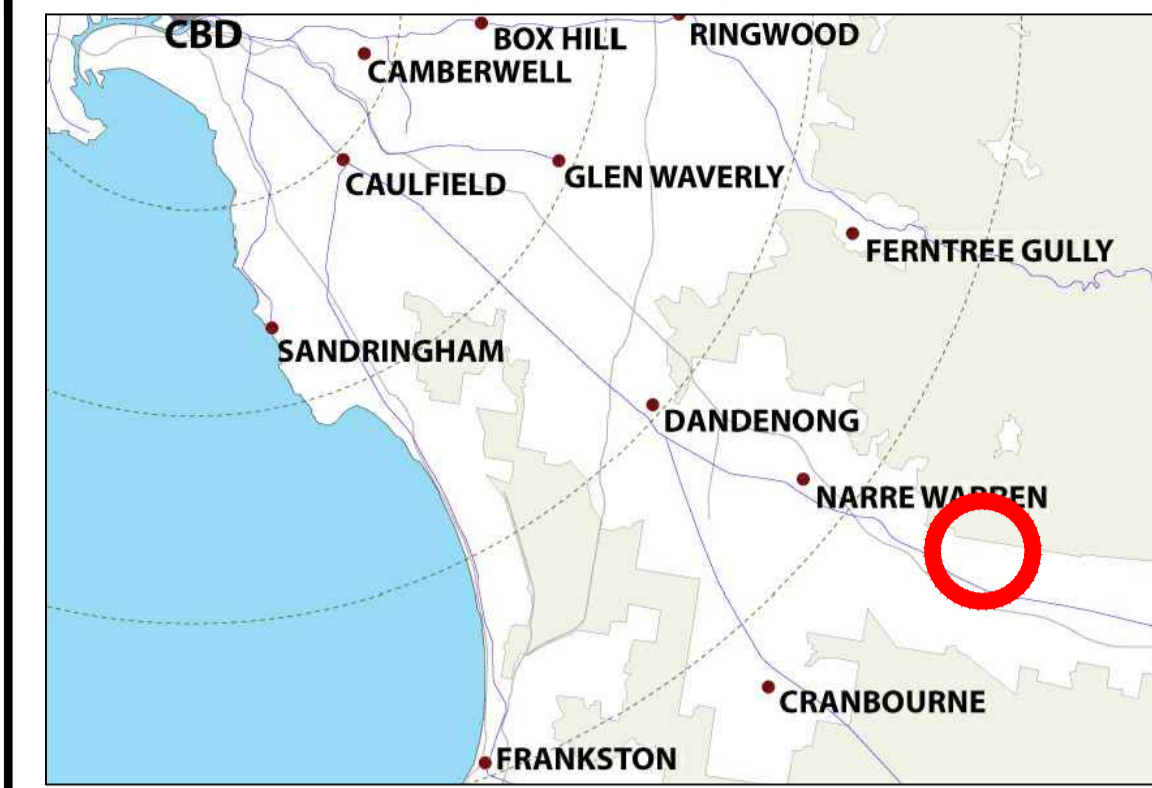 CBD
BOX HILL
RINGWOOD
CAMBERWELL
CAULFIELD
GLEN WAVERLY
FERNTREE GULLY
SANDRINGHAM
DANDENONG
NARRE WARREN
CRANBOURNE
FRANKSTON